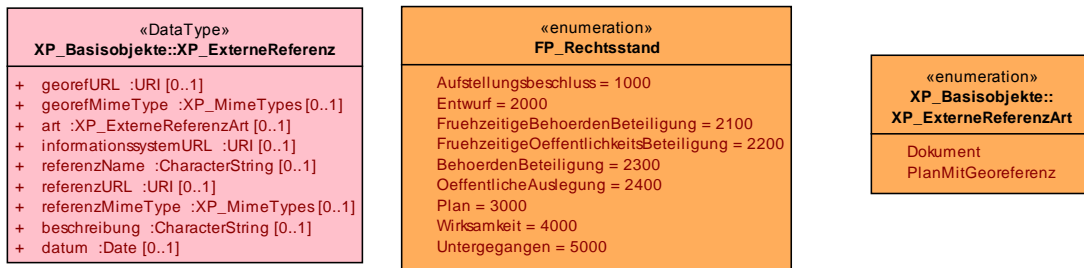 «DataType»
XP_Basisobjekte::XP_ExterneReferenz
+ georefURL :URI [0..1]
+ georefMimeType :XP_MimeTypes [0..1]
+ art :XP_ExterneReferenzArt [0..1]
+ informationssystemURL :URI [0..1]
+ referenzName :CharacterString [0..1]
+ referenzURL :URI [0..1]
+ referenzMimeType :XP_MimeTypes [0..1]
+ beschreibung :CharacterString [0..1]
+ datum :Date [0..1]
«enumeration»
FP_Rechtsstand
Aufstellungsbeschluss = 1000
Entwurf = 2000
FruehzeitigeBehoerdenBeteiligung = 2100
FruehzeitigeOeffentlichkeitsBeteiligung = 2200
BehoerdenBeteiligung = 2300
OeffentlicheAuslegung = 2400
Plan = 3000
Wirksamkeit = 4000
Untergegangen = 5000
«enumeration»
XP_Basisobjekte::
XP_ExterneReferenzArt
Dokument
PlanMitGeoreferenz